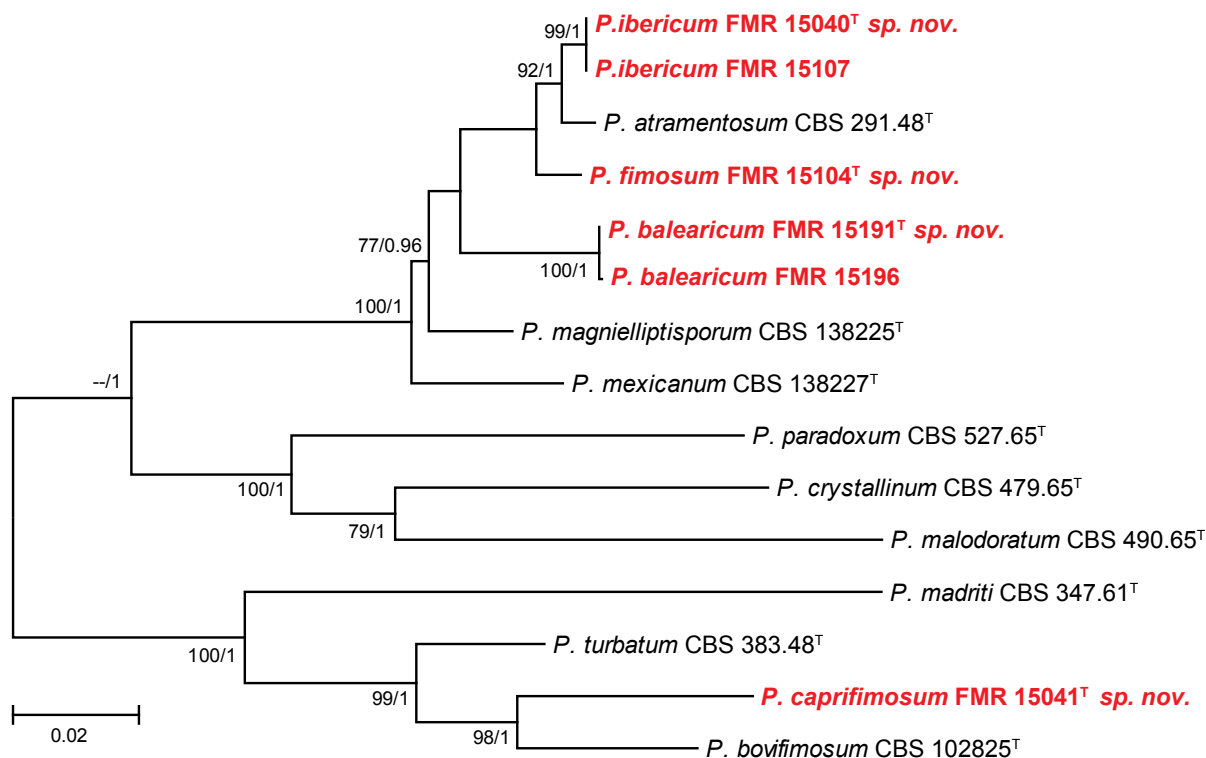 P.ibericum FMR 15040ᵀ sp. nov.
99/1
P.ibericum FMR 15107
92/1
P. atramentosum CBS 291.48ᵀ
P. fimosum FMR 15104ᵀ sp. nov.
P. balearicum FMR 15191ᵀ sp. nov.
77/0.96
100/1
P. balearicum FMR 15196
100/1
P. magnielliptisporum CBS 138225ᵀ
--/1
P. mexicanum CBS 138227ᵀ
P. paradoxum CBS 527.65ᵀ
100/1
P. crystallinum CBS 479.65ᵀ
79/1
P. malodoratum CBS 490.65ᵀ
P. madriti CBS 347.61ᵀ
100/1
P. turbatum CBS 383.48ᵀ
99/1
P. caprifimosum FMR 15041ᵀ sp. nov.
0.02
98/1
P. bovifimosum CBS 102825ᵀ